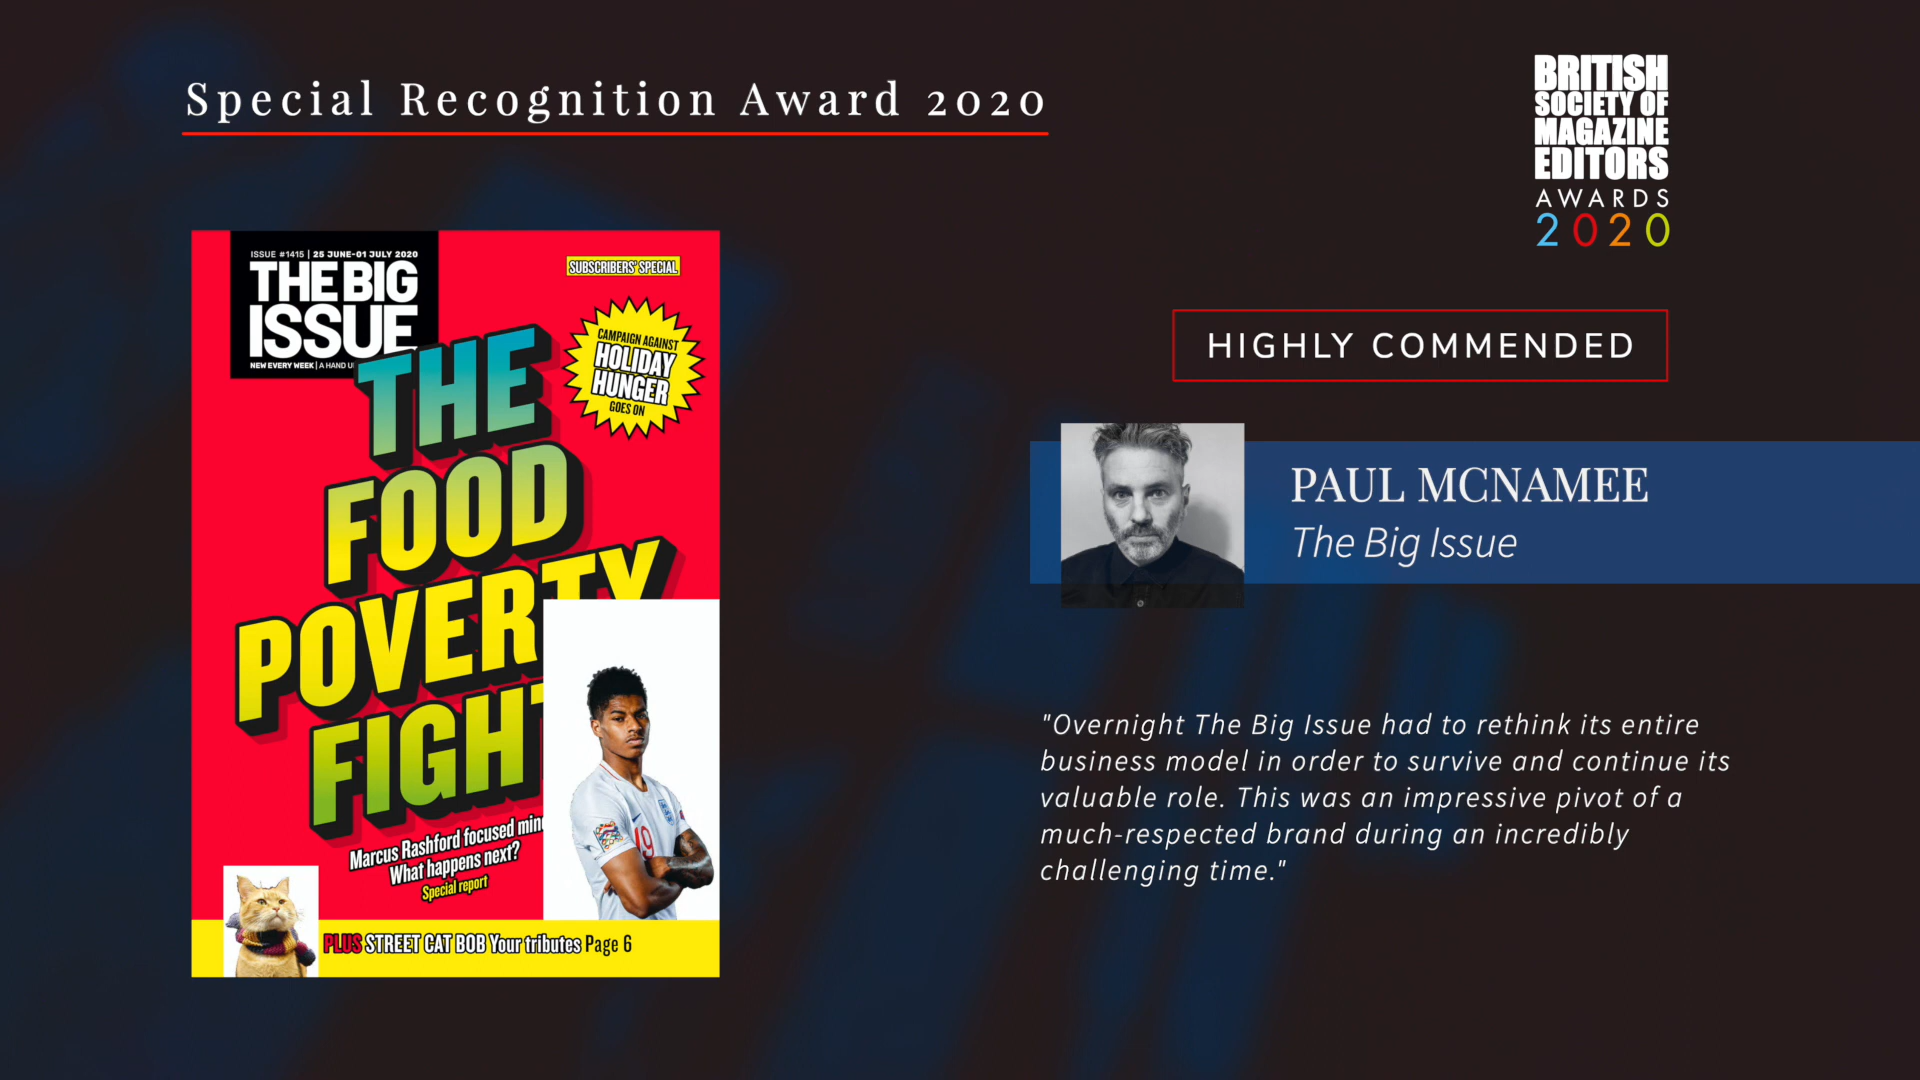 Special Recognition Award 2020
BRITISH
SOCIETY OF
MAGAZINE
EDITORS
AWARDS
2020
ISSUE #1415 | 25 JUNE-01 JULY 2020
THE BIG
ISSUE
NEW EVERY WEEK | A HAND
SUBSCRIBERS' SPECIAL
CAMPAIGN AGAINST
HOLIDAY
HUNGER
GOES ON
THE
FOOD
POVERTY
FIGHT
Marcus Rashford focused
What happens next?
Special report
PLUS STREET CAT BOB Your tributes Page 6
19
HIGHLY COMMENDED
PAUL MCNAMEE
The Big Issue
"Overnight The Big Issue had to rethink its entire
business model in order to survive and continue its
valuable role. This was an impressive pivot of a
much-respected brand during an incredibly
challenging time."